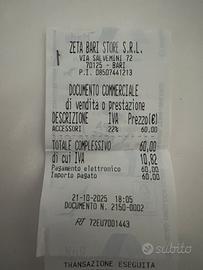 ZETA BARI STORE S.R.L.
VIA SALVEMINI 72
70125 - BARI
P.I. 08507441213
DOCUMENTO COMMERCIALE
di vendita o prestazione
DESCRIZIONE IVA Prezzo(€)
ACCESSORI 22% 60,00
TOTALE COMPLESSIVO 60,00
di cui IVA 10,82
Pagamento elettronico 60,00
Importo pagato 60,00
21-10-2025 18:05
DOCUMENTO N. 2150-0002
RT 72EU7001443
subito
TRANSAZIONE ESEGUITA